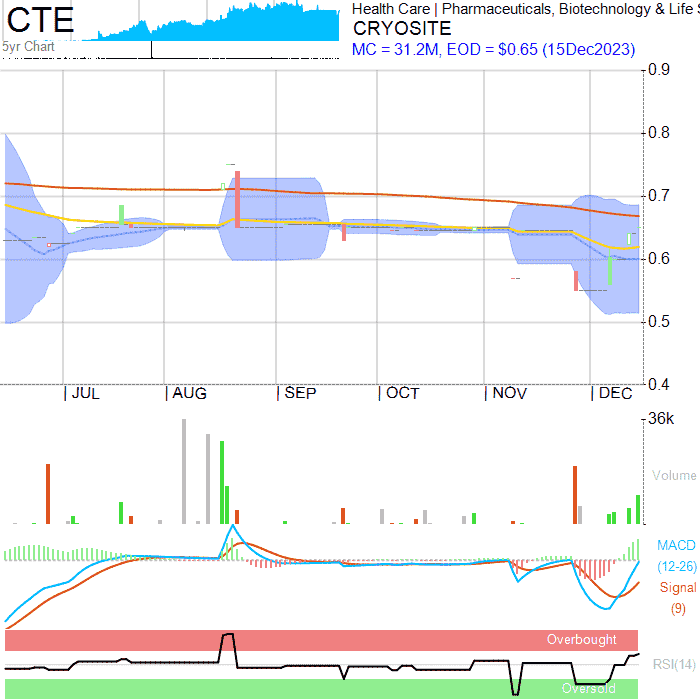 CTE
5yr Chart
Health Care | Pharmaceuticals, Biotechnology & Life S
CRYOSITE
MC = 31.2M, EOD = $0.65 (15Dec2023)
0.9
0.8
0.7
0.6
0.5
0.4
| JUL | AUG | SEP | OCT | NOV | DEC
36k
Volume
MACD
(12-26)
Signal
(9)
Overbought
RSI(14)
Oversold